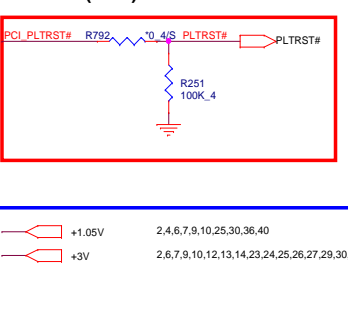 PCI_PLTRST# R792 *0_4/S PLTRST# PLTRST#
R251
100K_4
+1.05V 2,4,6,7,9,10,25,30,36,40
+3V 2,6,7,9,10,12,13,14,23,24,25,26,27,29,30